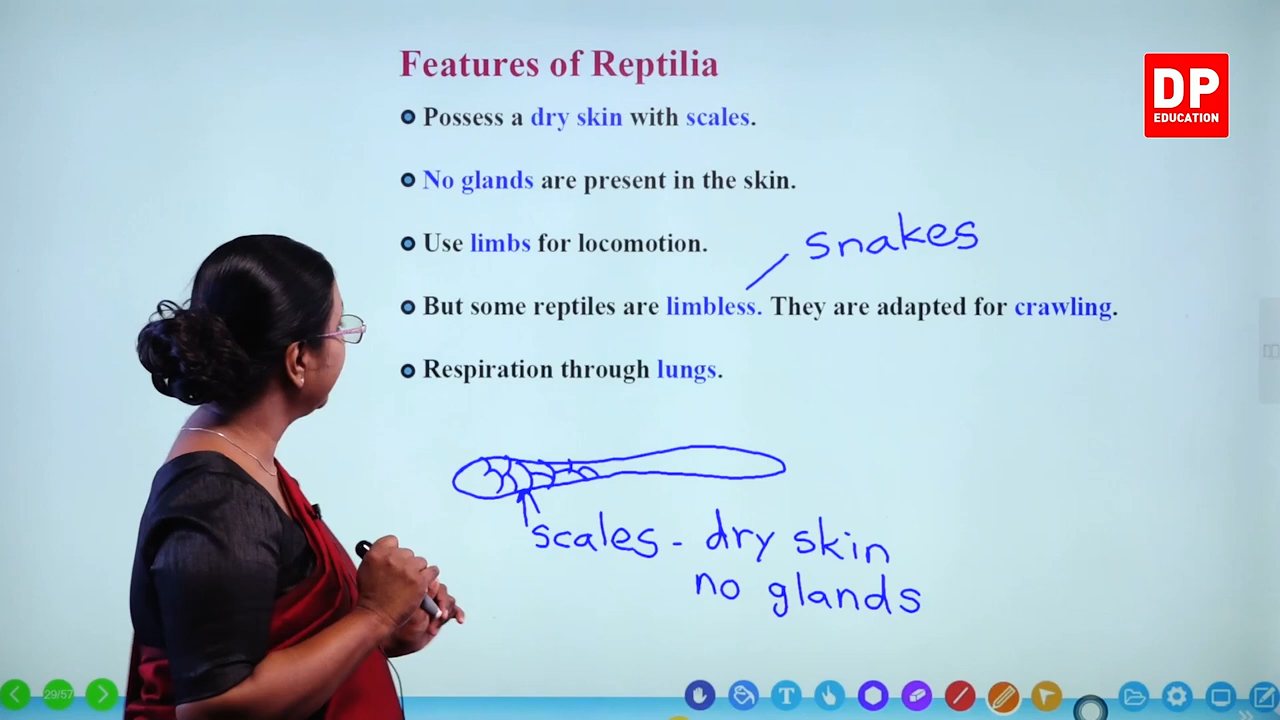 Features of Reptilia
DP
EDUCATION
Possess a dry skin with scales.
No glands are present in the skin.
snakes
Use limbs for locomotion.
But some reptiles are limbless. They are adapted for crawling.
Respiration through lungs.
scales - dry skin
no glands
29/57
T